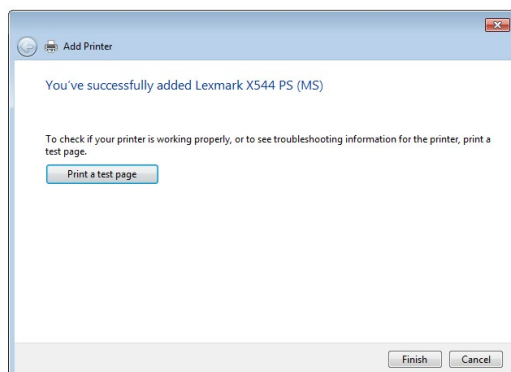 Add Printer
You've successfully added Lexmark X544 PS (MS)
To check if your printer is working properly, or to see troubleshooting information for the printer, print a
test page.
Print a test page
Finish Cancel